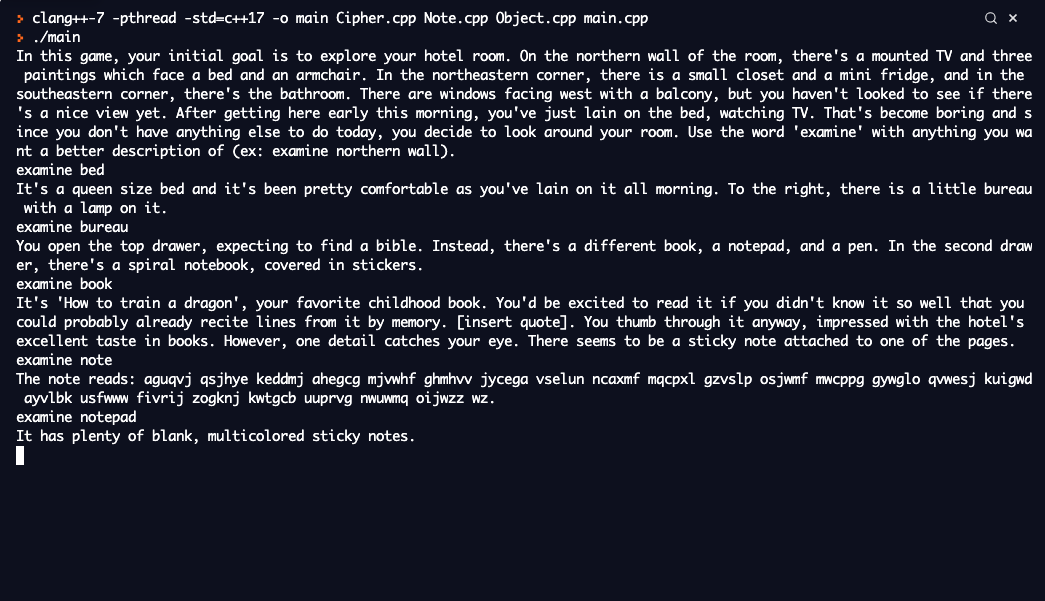 > clang++-7 -pthread -std=c++17 -o main Cipher.cpp Note.cpp Object.cpp main.cpp
> ./main
In this game, your initial goal is to explore your hotel room. On the northern wall of the room, there's a mounted TV and three
 paintings which face a bed and an armchair. In the northeastern corner, there is a small closet and a mini fridge, and in the
southeastern corner, there's the bathroom. There are windows facing west with a balcony, but you haven't looked to see if there
's a nice view yet. After getting here early this morning, you've just lain on the bed, watching TV. That's become boring and s
ince you don't have anything else to do today, you decide to look around your room. Use the word 'examine' with anything you wa
nt a better description of (ex: examine northern wall).
examine bed
It's a queen size bed and it's been pretty comfortable as you've lain on it all morning. To the right, there is a little bureau
 with a lamp on it.
examine bureau
You open the top drawer, expecting to find a bible. Instead, there's a different book, a notepad, and a pen. In the second draw
er, there's a spiral notebook, covered in stickers.
examine book
It's 'How to train a dragon', your favorite childhood book. You'd be excited to read it if you didn't know it so well that you
could probably already recite lines from it by memory. [insert quote]. You thumb through it anyway, impressed with the hotel's
excellent taste in books. However, one detail catches your eye. There seems to be a sticky note attached to one of the pages.
examine note
The note reads: aguqvj qsjhye keddmj ahegcg mjvwhf ghmhvv jycega vselun ncaxmf mqcpxl gzvslp osjwmf mwcppg gywglo qvwesj kuigwd
 ayvlbk usfwww fivrij zogknj kwtgcb uuprvg nwuwmq oijwzz wz.
examine notepad
It has plenty of blank, multicolored sticky notes.